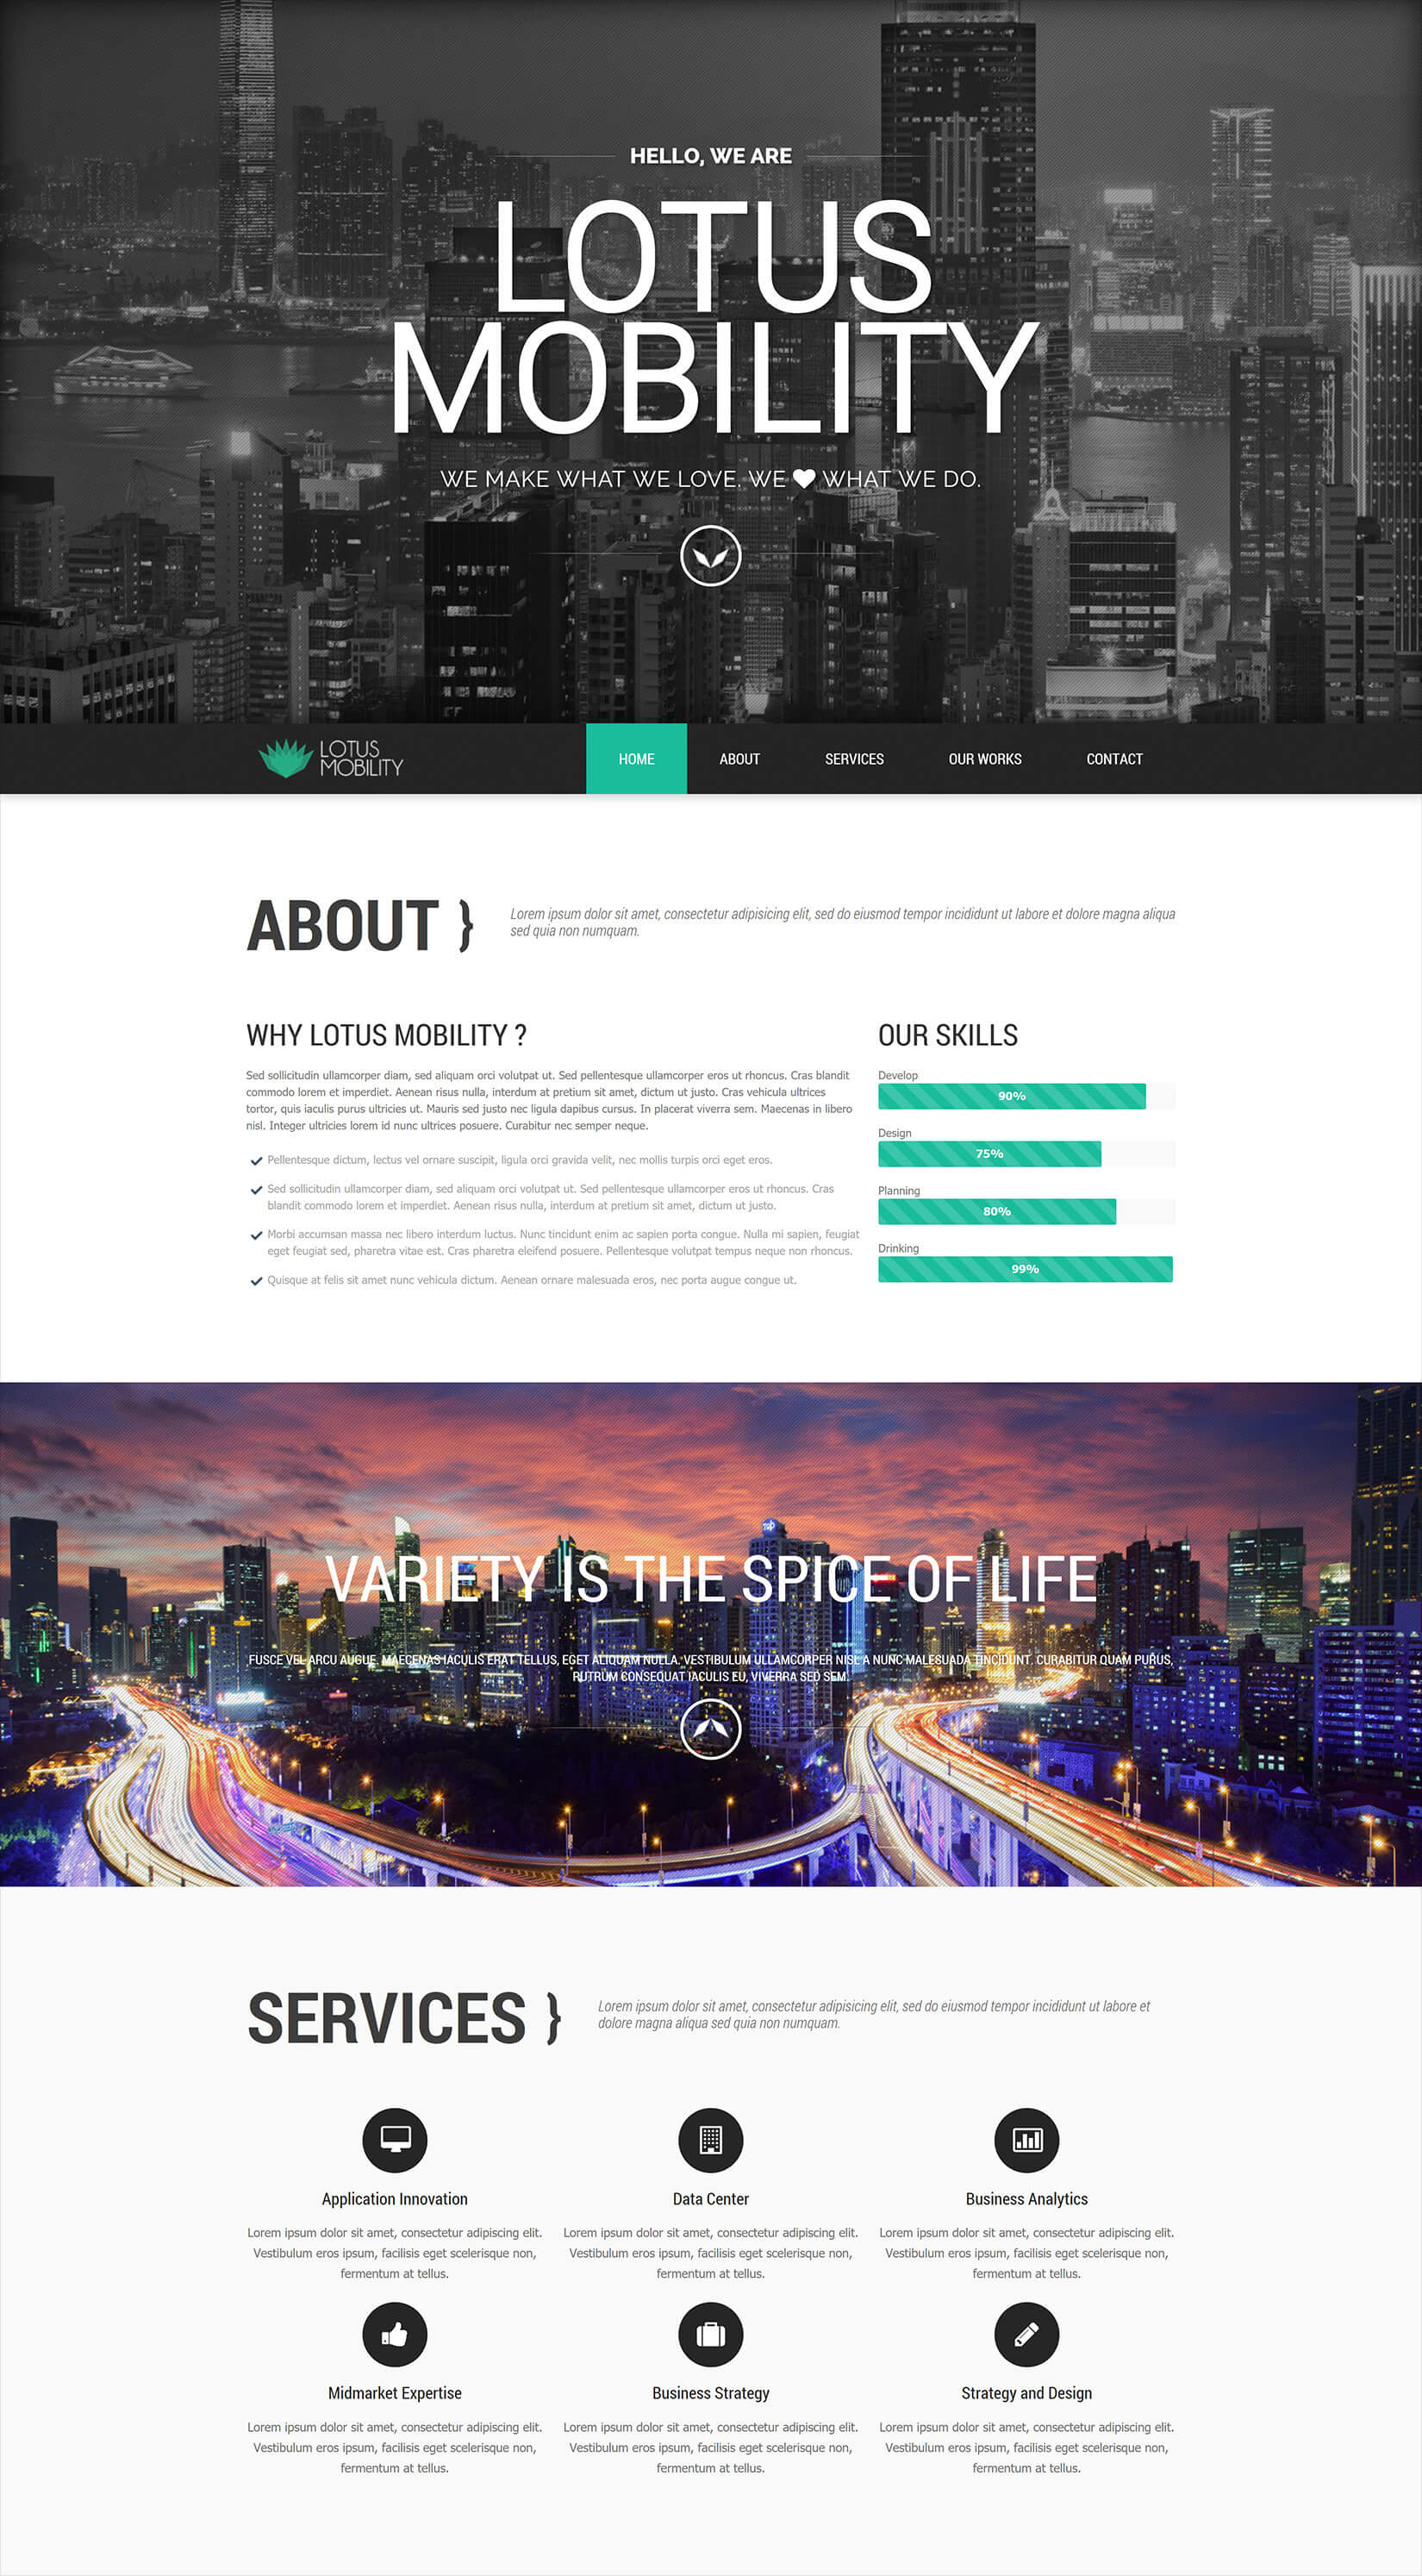 HELLO, WE ARE
LOTUS
MOBILITY
WE MAKE WHAT WE LOVE. WE ♥ WHAT WE DO.
LOTUS
MOBILITY
HOME ABOUT SERVICES OUR WORKS CONTACT
ABOUT }
Lorem ipsum dolor sit amet, consectetur adipisicing elit, sed do eiusmod tempor incididunt ut labore et dolore magna aliqua
sed quia non numquam.
WHY LOTUS MOBILITY ?
Sed sollicitudin ullamcorper diam, sed aliquam orci volutpat ut. Sed pellentesque ullamcorper eros ut rhoncus. Cras blandit
commodo lorem et imperdiet. Aenean risus nulla, interdum at pretium sit amet, dictum ut justo. Cras vehicula ultrices
tortor, quis iaculis purus ultricies ut. Mauris sed justo nec ligula dapibus cursus. In placerat viverra sem. Maecenas in libero
nisl. Integer ultricies lorem id nunc ultrices posuere. Curabitur nec semper neque.
Pellentesque dictum, lectus vel ornare suscipit, ligula orci gravida velit, nec mollis turpis orci eget eros.
Sed sollicitudin ullamcorper diam, sed aliquam orci volutpat ut. Sed pellentesque ullamcorper eros ut rhoncus. Cras
blandit commodo lorem et imperdiet. Aenean risus nulla, interdum at pretium sit amet, dictum ut justo.
Morbi accumsan massa nec libero interdum luctus. Nunc tincidunt enim ac sapien porta congue. Nulla mi sapien, feugiat
eget feugiat sed, pharetra vitae est. Cras pharetra eleifend posuere. Pellentesque volutpat tempus neque non rhoncus.
Quisque at felis sit amet nunc vehicula dictum. Aenean ornare malesuada eros, nec porta augue congue ut.
OUR SKILLS
Develop
90%
Design
75%
Planning
80%
Drinking
99%
VARIETY IS THE SPICE OF LIFE
FUSCE VEL ARCU AUGUE. MAECENAS IACULIS ERAT TELLUS, EGET ALIQUAM NULLA. VESTIBULUM ULLAMCORPER NISL A NUNC MALESUADA TINCIDUNT. CURABITUR QUAM PURUS,
RUTRUM CONSEQUAT IACULIS EU, VIVERRA SED SEM.
SERVICES }
Lorem ipsum dolor sit amet, consectetur adipisicing elit, sed do eiusmod tempor incididunt ut labore et
dolore magna aliqua sed quia non numquam.
Application Innovation
Lorem ipsum dolor sit amet, consectetur adipiscing elit.
Vestibulum eros ipsum, facilisis eget scelerisque non,
fermentum at tellus.
Data Center
Lorem ipsum dolor sit amet, consectetur adipiscing elit.
Vestibulum eros ipsum, facilisis eget scelerisque non,
fermentum at tellus.
Business Analytics
Lorem ipsum dolor sit amet, consectetur adipiscing elit.
Vestibulum eros ipsum, facilisis eget scelerisque non,
fermentum at tellus.
Midmarket Expertise
Lorem ipsum dolor sit amet, consectetur adipiscing elit.
Vestibulum eros ipsum, facilisis eget scelerisque non,
fermentum at tellus.
Business Strategy
Lorem ipsum dolor sit amet, consectetur adipiscing elit.
Vestibulum eros ipsum, facilisis eget scelerisque non,
fermentum at tellus.
Strategy and Design
Lorem ipsum dolor sit amet, consectetur adipiscing elit.
Vestibulum eros ipsum, facilisis eget scelerisque non,
fermentum at tellus.